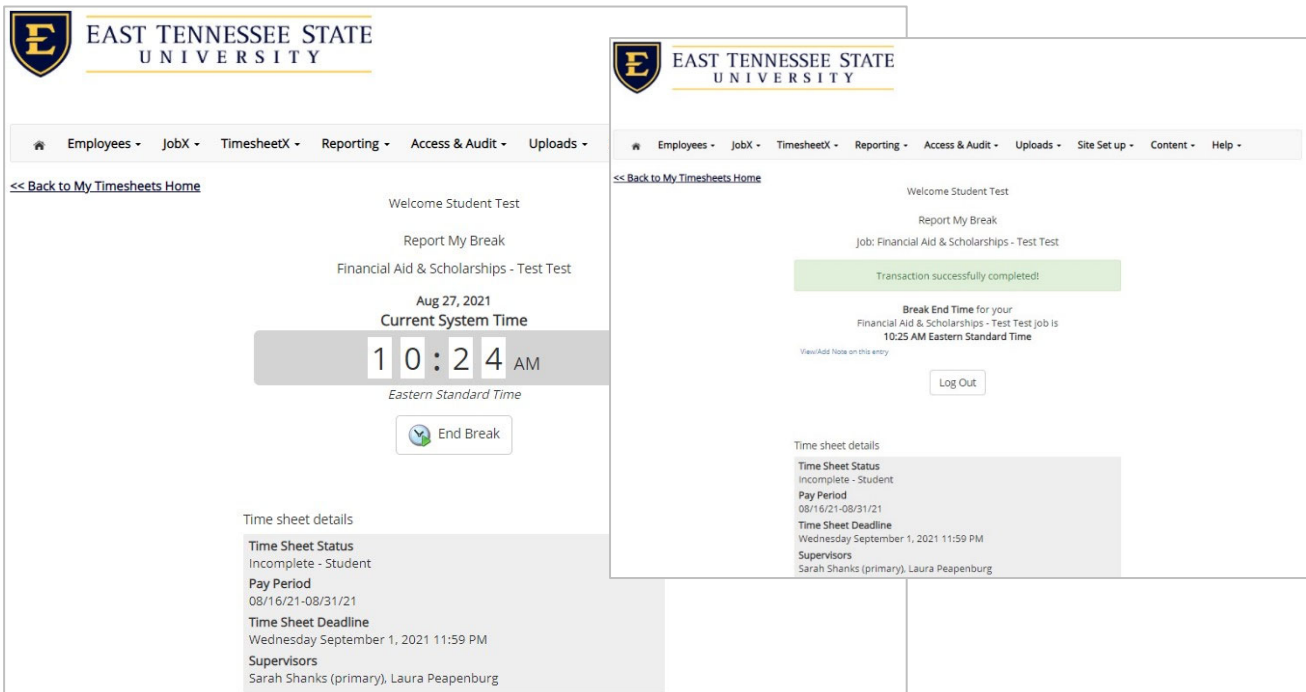 E
EAST TENNESSEE STATE
UNIVERSITY
Employees JobX TimesheetX Reporting Access & Audit Uploads
<< Back to My Timesheets Home
Welcome Student Test
Report My Break
Financial Aid & Scholarships - Test Test
Aug 27, 2021
Current System Time
10:24 AM
Eastern Standard Time
End Break
Time sheet details
Time Sheet Status
Incomplete - Student
Pay Period
08/16/21-08/31/21
Time Sheet Deadline
Wednesday September 1, 2021 11:59 PM
Supervisors
Sarah Shanks (primary), Laura Peapenburg
E
EAST TENNESSEE STATE
UNIVERSITY
Employees JobX TimesheetX Reporting Access & Audit Uploads Site Set up Content Help
<< Back to My Timesheets Home
Welcome Student Test
Report My Break
Job: Financial Aid & Scholarships - Test Test
Transaction successfully completed!
Break End Time for your
Financial Aid & Scholarships - Test Test job is
10:25 AM Eastern Standard Time
View/Add Note on this entry
Log Out
Time sheet details
Time Sheet Status
Incomplete - Student
Pay Period
08/16/21-08/31/21
Time Sheet Deadline
Wednesday September 1, 2021 11:59 PM
Supervisors
Sarah Shanks (primary), Laura Peapenburg